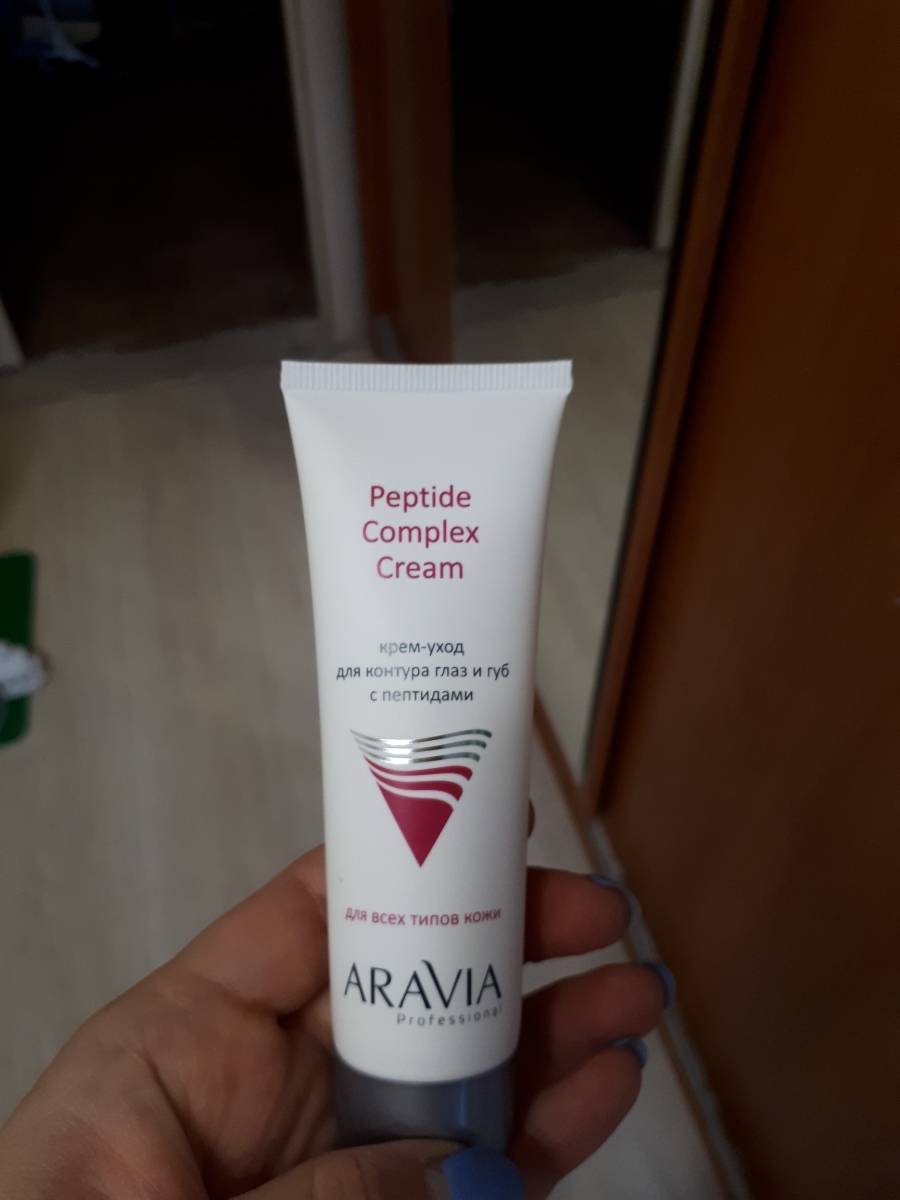 Peptide
Complex
Cream
крем-уход
для контура глаз и губ
с пептидами
для всех типов кожи
ARAVIA
Professional